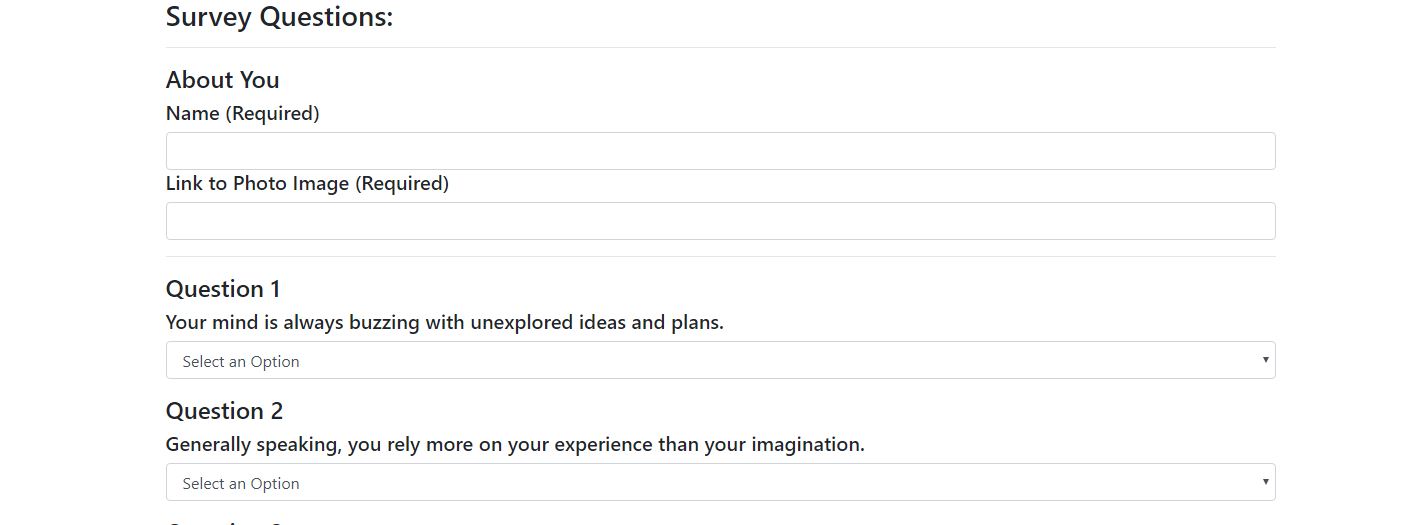 Survey Questions:
About You
Name (Required)
Link to Photo Image (Required)
Question 1
Your mind is always buzzing with unexplored ideas and plans.
Select an Option
Question 2
Generally speaking, you rely more on your experience than your imagination.
Select an Option